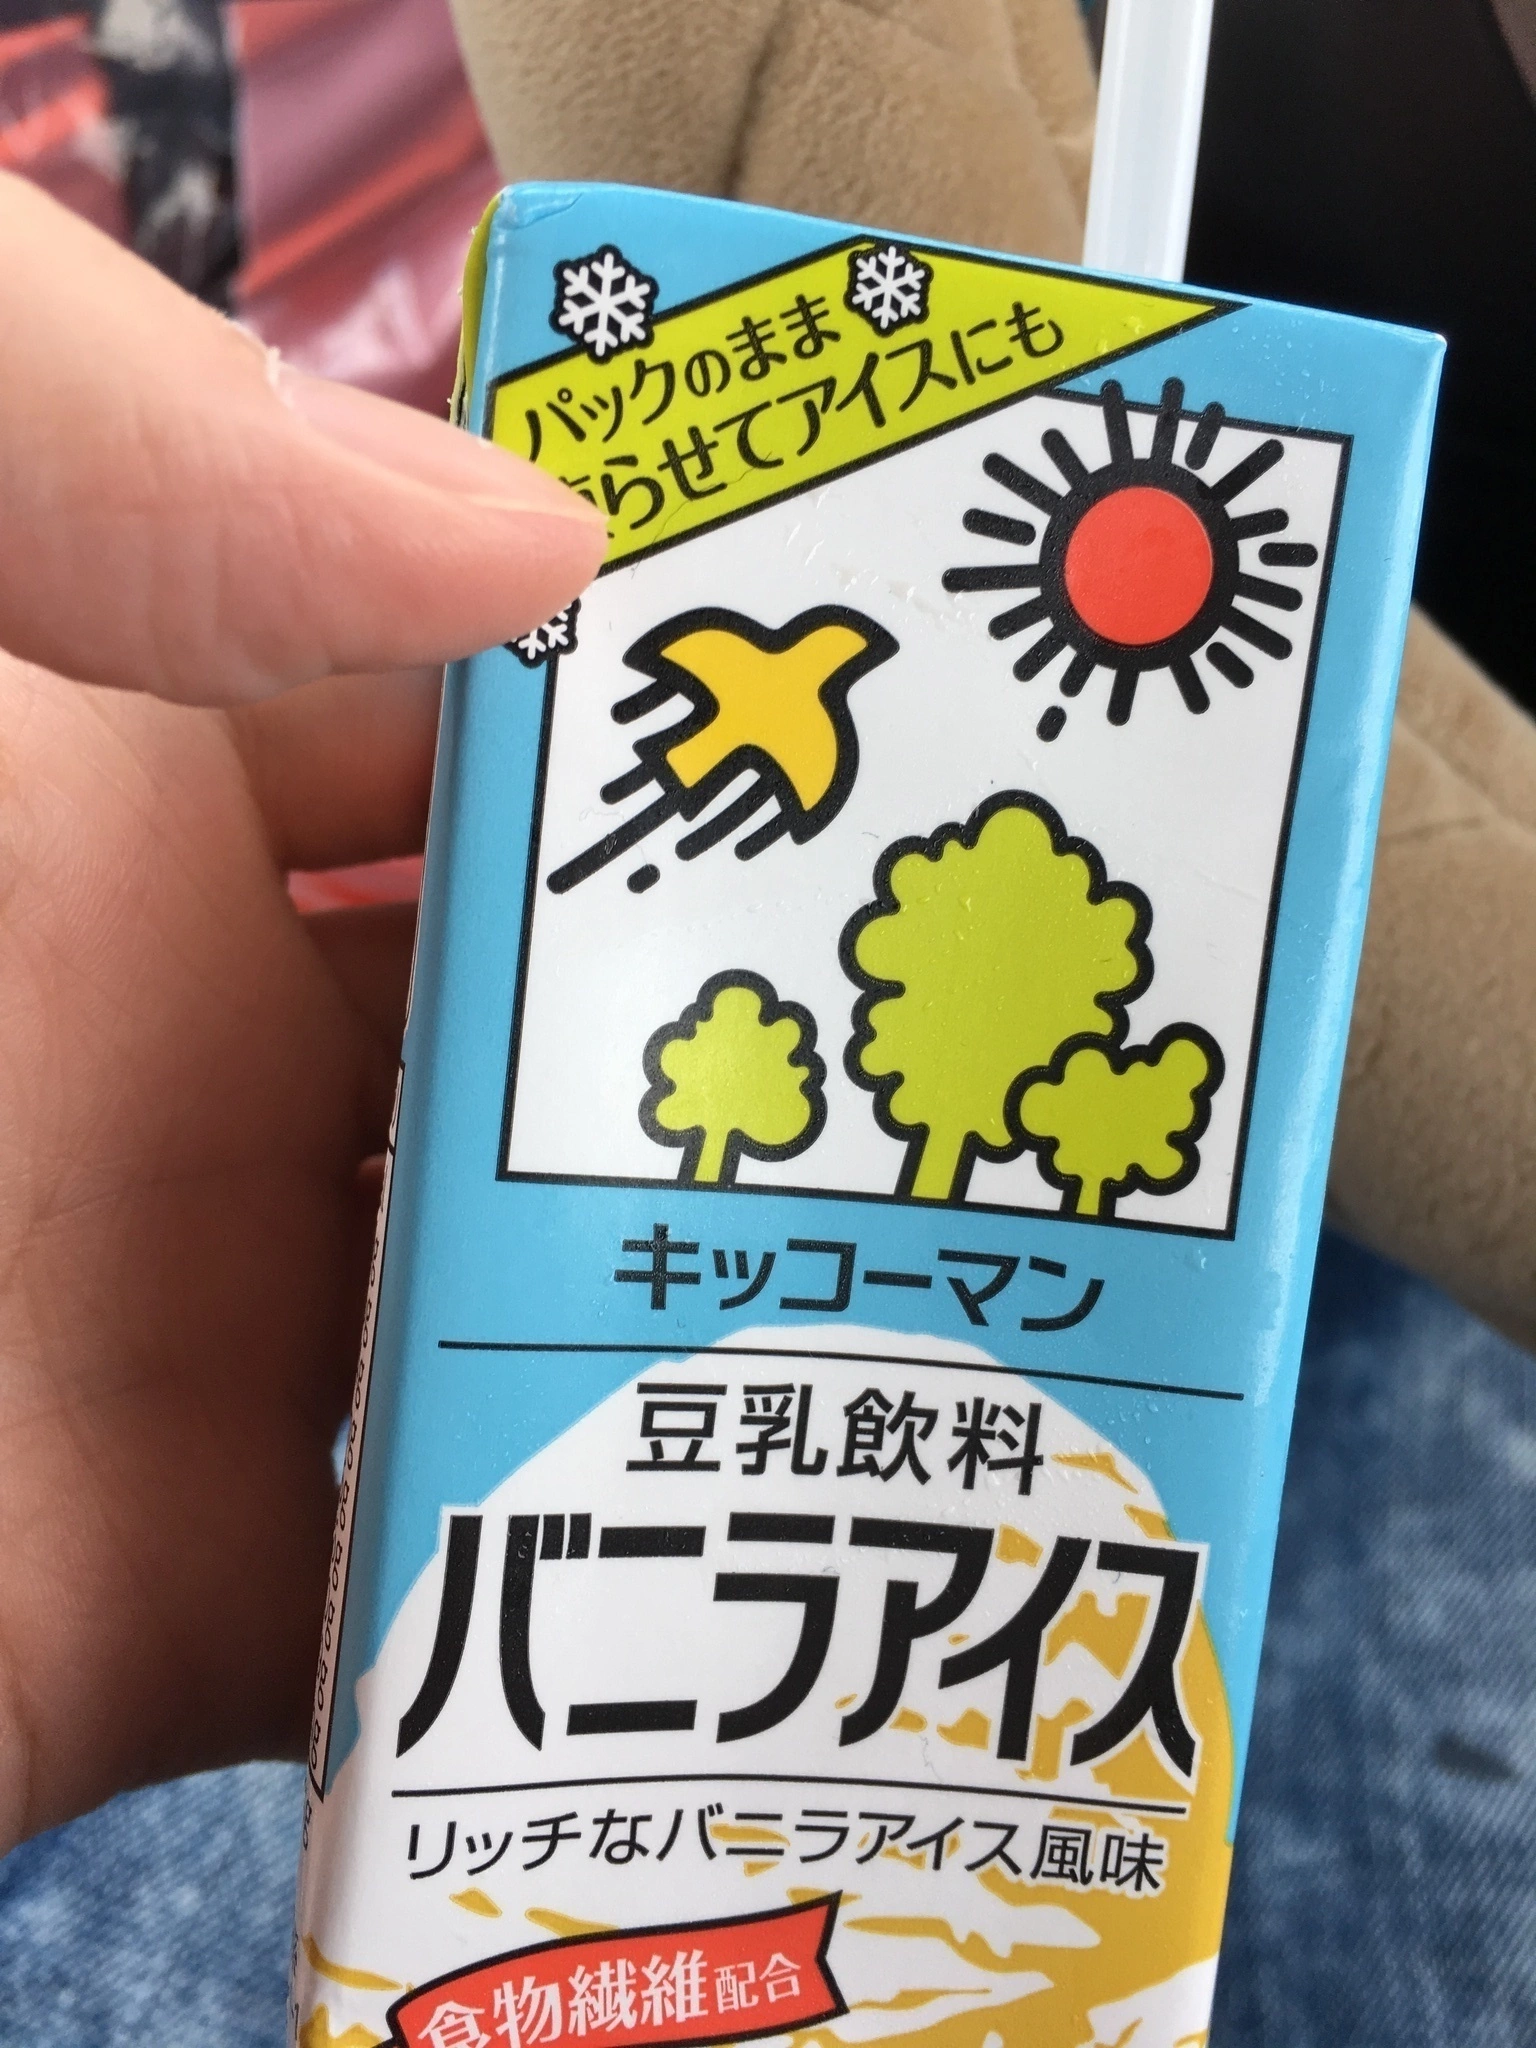 パックのまま
らせてアイスにも
キッコーマン
豆乳飲料
バニラアイス
リッチなバニラアイス風味
食物繊維配合